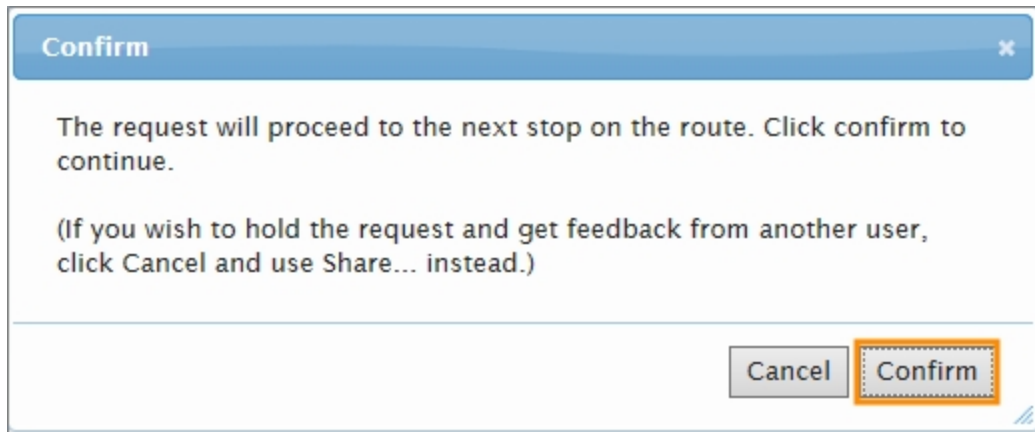 Confirm
The request will proceed to the next stop on the route. Click confirm to
continue.
(If you wish to hold the request and get feedback from another user,
click Cancel and use Share... instead.)
Cancel Confirm